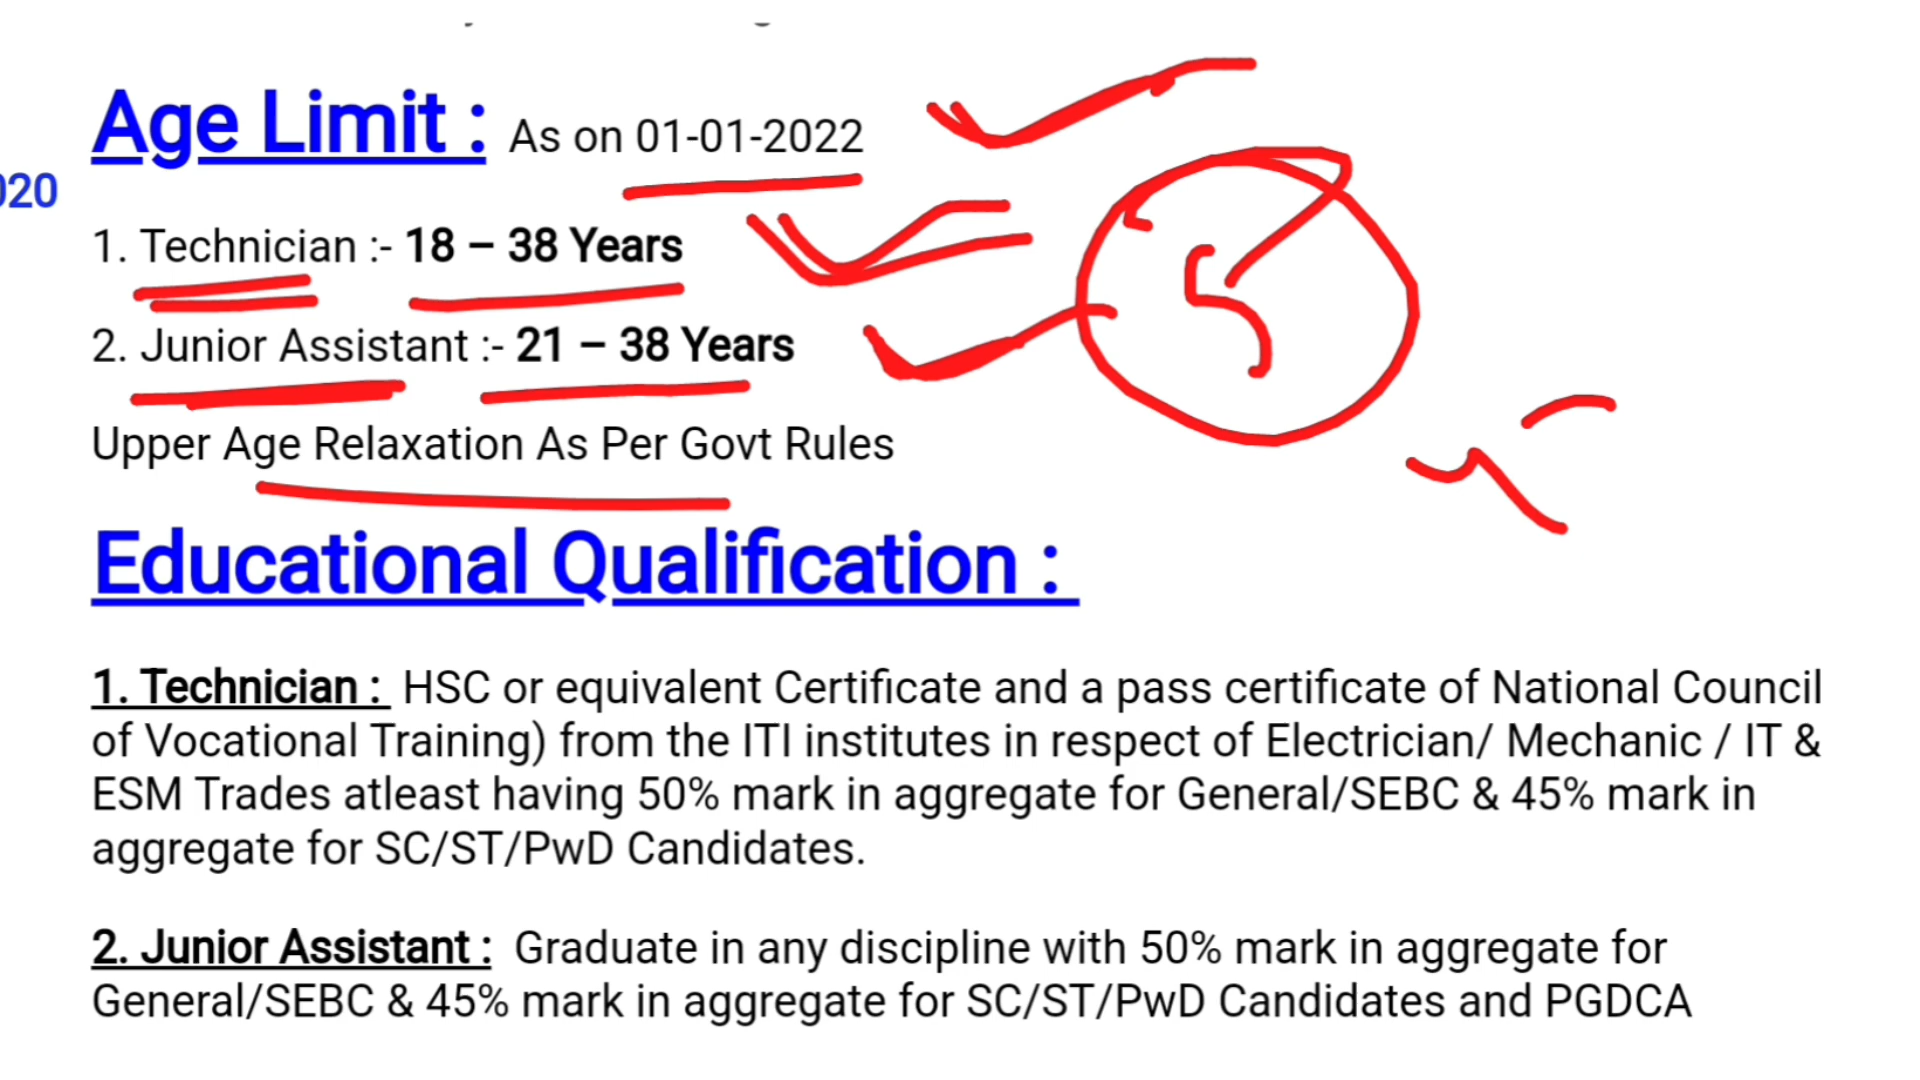 Age Limit : As on 01-01-2022
020
1. Technician :- 18 – 38 Years
2. Junior Assistant :- 21 – 38 Years
5
Upper Age Relaxation As Per Govt Rules
Educational Qualification :
1. Technician : HSC or equivalent Certificate and a pass certificate of National Council
of Vocational Training) from the ITI institutes in respect of Electrician/ Mechanic / IT &
ESM Trades atleast having 50% mark in aggregate for General/SEBC & 45% mark in
aggregate for SC/ST/PwD Candidates.
2. Junior Assistant : Graduate in any discipline with 50% mark in aggregate for
General/SEBC & 45% mark in aggregate for SC/ST/PwD Candidates and PGDCA